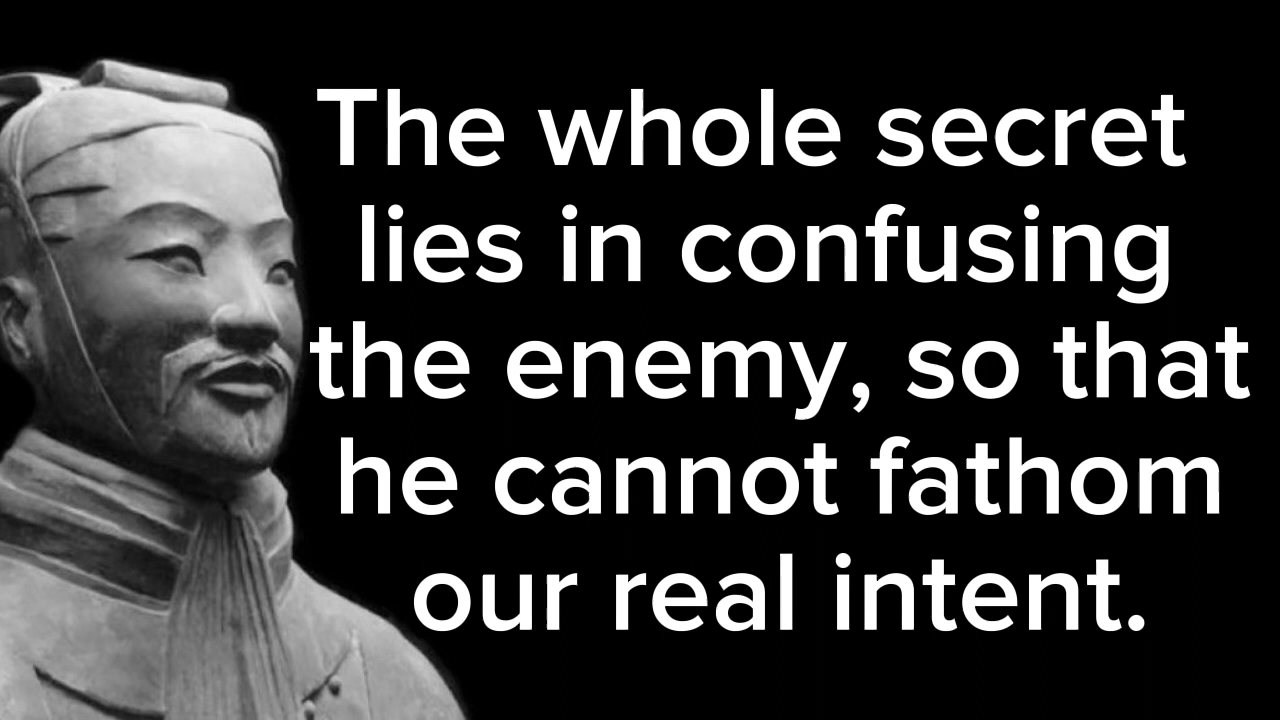 The whole secret
lies in confusing
the enemy, so that
he cannot fathom
our real intent.